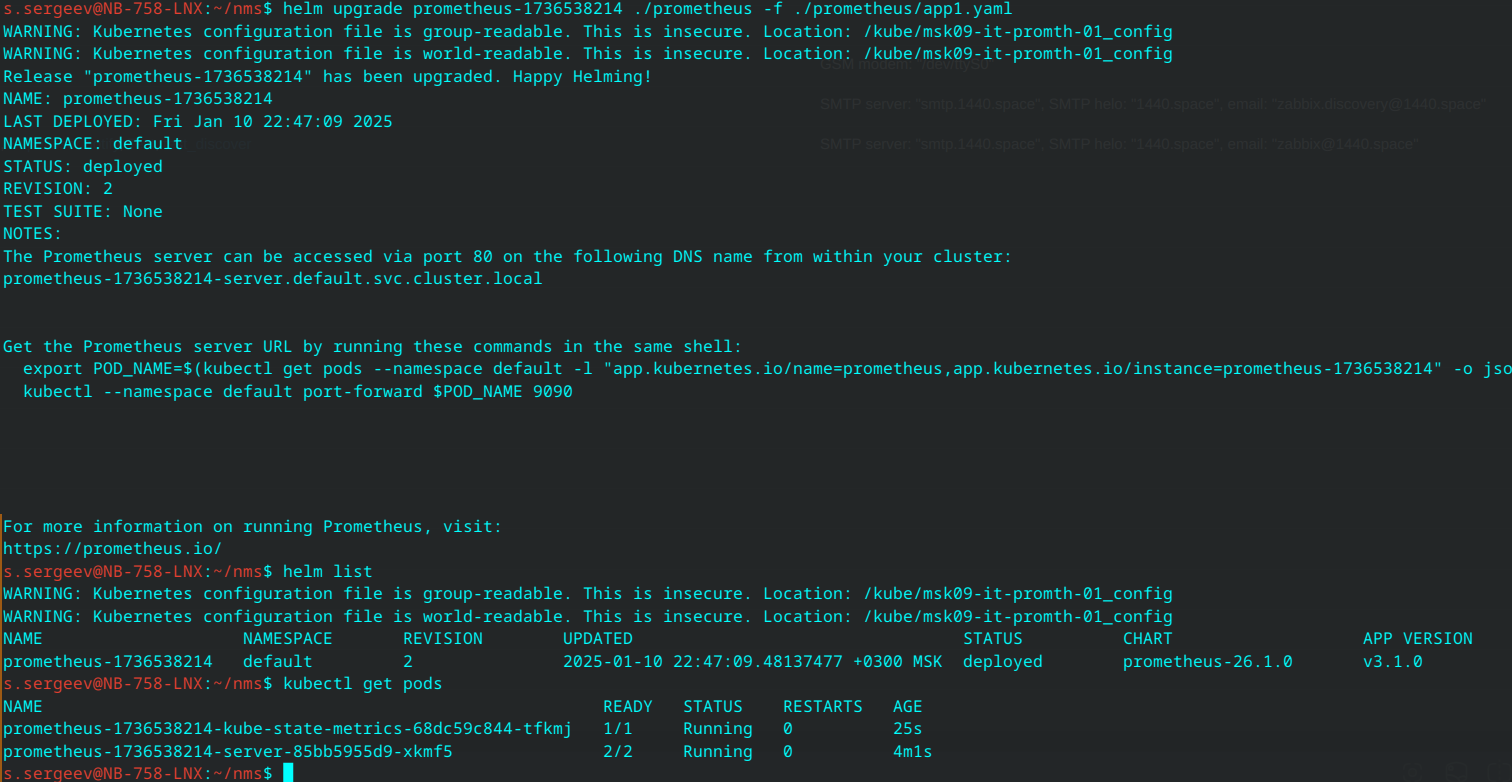 s.sergeev@NB-758-LNX:~/nms$ helm upgrade prometheus-1736538214 ./prometheus -f ./prometheus/app1.yaml
WARNING: Kubernetes configuration file is group-readable. This is insecure. Location: /kube/msk09-it-promth-01_config
WARNING: Kubernetes configuration file is world-readable. This is insecure. Location: /kube/msk09-it-promth-01_config
Release "prometheus-1736538214" has been upgraded. Happy Helming!
NAME: prometheus-1736538214
SMTP server: "smtp.1440.space", SMTP helo: "1440.space", email: "zabbix.discovery@1440.space"
LAST DEPLOYED: Fri Jan 10 22:47:09 2025
NAMESPACE: default
SMTP server: "smtp.1440.space", SMTP helo: "1440.space", email: "zabbix@1440.space"
STATUS: deployed
REVISION: 2
TEST SUITE: None
NOTES:
The Prometheus server can be accessed via port 80 on the following DNS name from within your cluster:
prometheus-1736538214-server.default.svc.cluster.local
Get the Prometheus server URL by running these commands in the same shell:
export POD_NAME=$(kubectl get pods --namespace default -l "app.kubernetes.io/name=prometheus,app.kubernetes.io/instance=prometheus-1736538214" -o jso
kubectl --namespace default port-forward $POD_NAME 9090
For more information on running Prometheus, visit:
https://prometheus.io/
s.sergeev@NB-758-LNX:~/nms$ helm list
WARNING: Kubernetes configuration file is group-readable. This is insecure. Location: /kube/msk09-it-promth-01_config
WARNING: Kubernetes configuration file is world-readable. This is insecure. Location: /kube/msk09-it-promth-01_config
NAME NAMESPACE REVISION UPDATED STATUS CHART APP VERSION
prometheus-1736538214 default 2 2025-01-10 22:47:09.48137477 +0300 MSK deployed prometheus-26.1.0 v3.1.0
s.sergeev@NB-758-LNX:~/nms$ kubectl get pods
NAME READY STATUS RESTARTS AGE
prometheus-1736538214-kube-state-metrics-68dc59c844-tfkmj 1/1 Running 0 25s
prometheus-1736538214-server-85bb5955d9-xkmf5 2/2 Running 0 4m1s
s.sergeev@NB-758-LNX:~/nms$